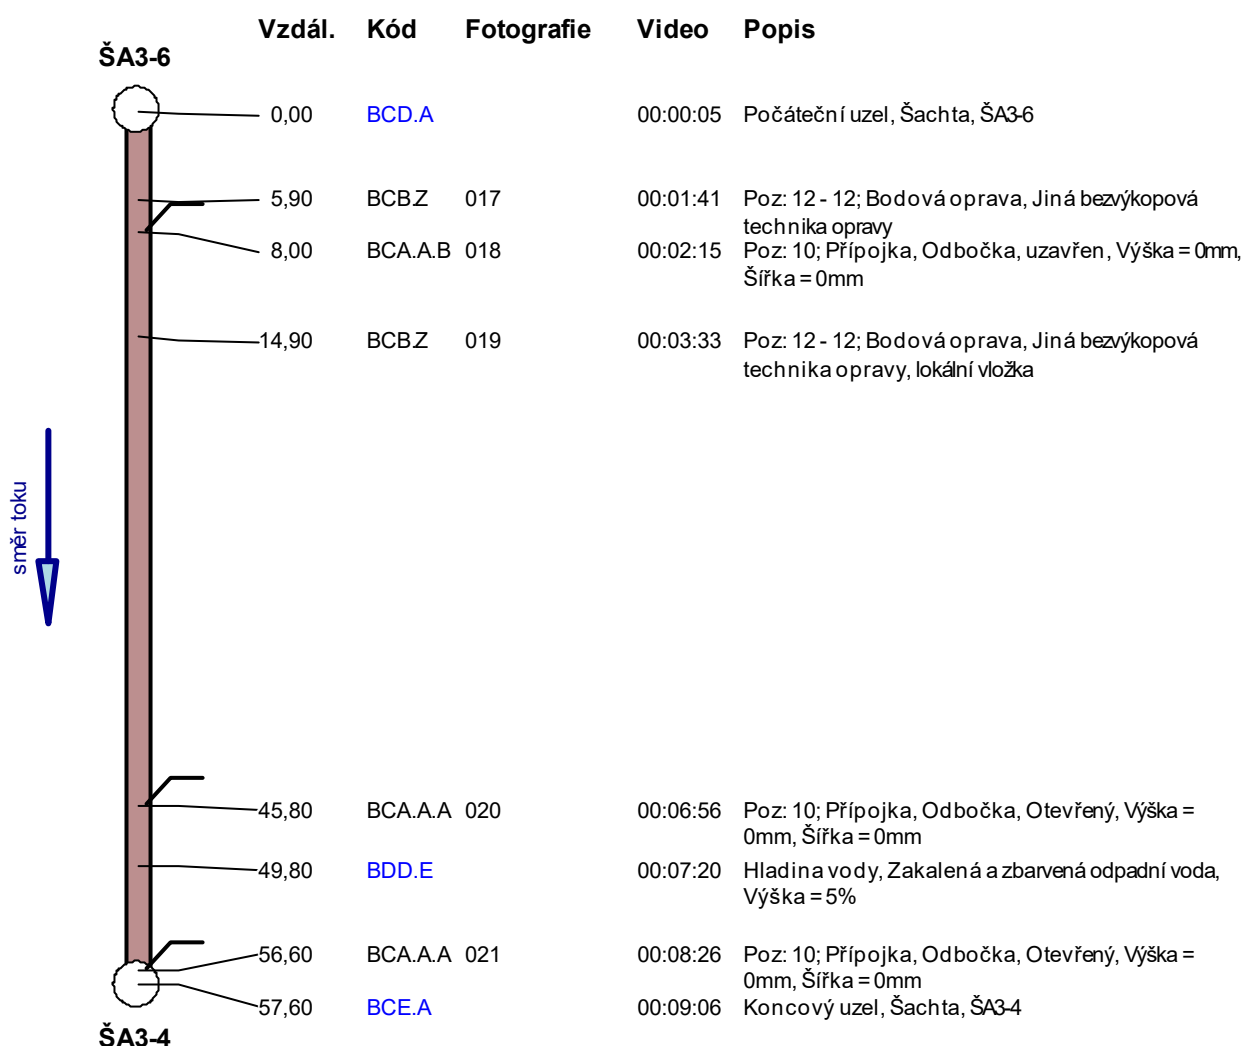 Vzdál. Kód Fotografie Video Popis
ŠA3-6
0,00 BCD.A 00:00:05 Počáteční uzel, Šachta, ŠA3-6
5,90 BCB.Z 017 00:01:41 Poz: 12 - 12; Bodová oprava, Jiná bezvýkopová
technika opravy
8,00 BCA.A.B 018 00:02:15 Poz: 10; Přípojka, Odbočka, uzavřen, Výška = 0mm,
Šířka = 0mm
14,90 BCB.Z 019 00:03:33 Poz: 12 - 12; Bodová oprava, Jiná bezvýkopová
technika opravy, lokální vložka
směr toku
45,80 BCA.A.A 020 00:06:56 Poz: 10; Přípojka, Odbočka, Otevřený, Výška =
0mm, Šířka = 0mm
49,80 BDD.E 00:07:20 Hladina vody, Zakalená a zbarvená odpadní voda,
Výška = 5%
56,60 BCA.A.A 021 00:08:26 Poz: 10; Přípojka, Odbočka, Otevřený, Výška =
0mm, Šířka = 0mm
57,60 BCE.A 00:09:06 Koncový uzel, Šachta, ŠA3-4
ŠA3-4